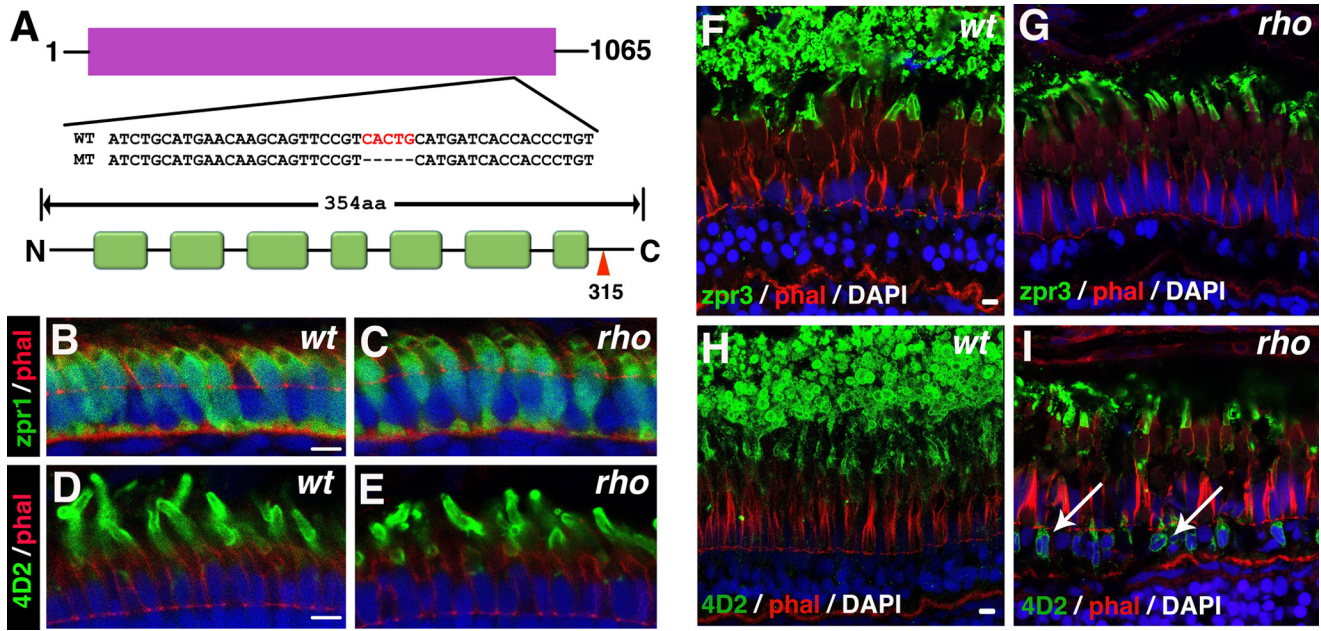 A
1
1065
WT ATCTGCATGAACAAGCAGTTCCGTCACTGCATGATCACCACCCTGT
MT ATCTGCATGAACAAGCAGTTCCGT-----CATGATCACCACCCTGT
354aa
N
C
315
zpr1/phal
B wt
C rho
4D2/phal
D wt
E rho
F wt
zpr3 / phal / DAPI
G rho
zpr3 / phal / DAPI
H wt
4D2 / phal / DAPI
I rho
4D2 / phal / DAPI